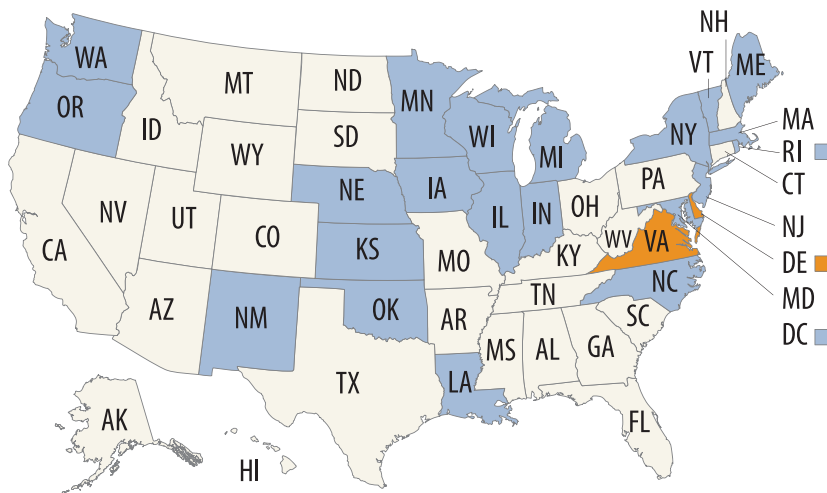 NH
WA
VT
ME
MT
ND
MN
OR
ID
SD
WI
NY
MA
WY
MI
RI
CT
PA
NE
IA
NV
UT
IL
IN
OH
NJ
CA
CO
WV
VA
KS
MO
KY
DE
MD
NC
TN
AZ
NM
OK
AR
SC
DC
MS
AL
GA
TX
LA
AK
FL
HI